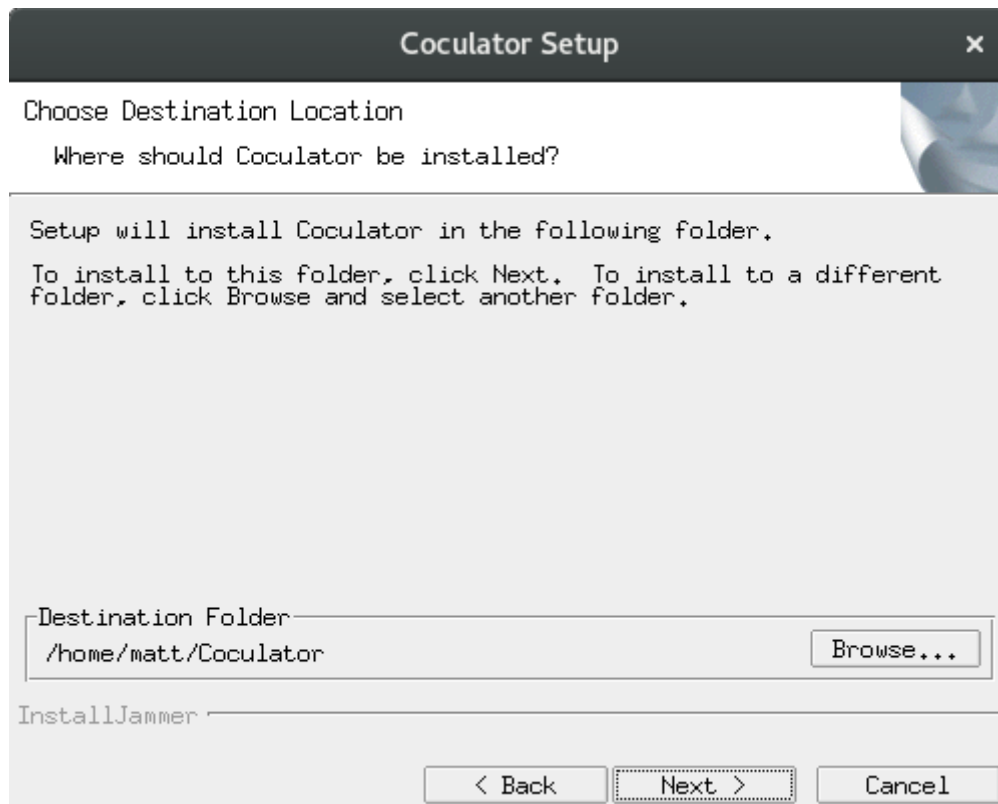 Coculator Setup
Choose Destination Location
Where should Coculator be installed?
Setup will install Coculator in the following folder.
To install to this folder, click Next.  To install to a different
folder, click Browse and select another folder.
Destination Folder
/home/matt/Coculator
Browse...
InstallJammer
< Back
Next >
Cancel